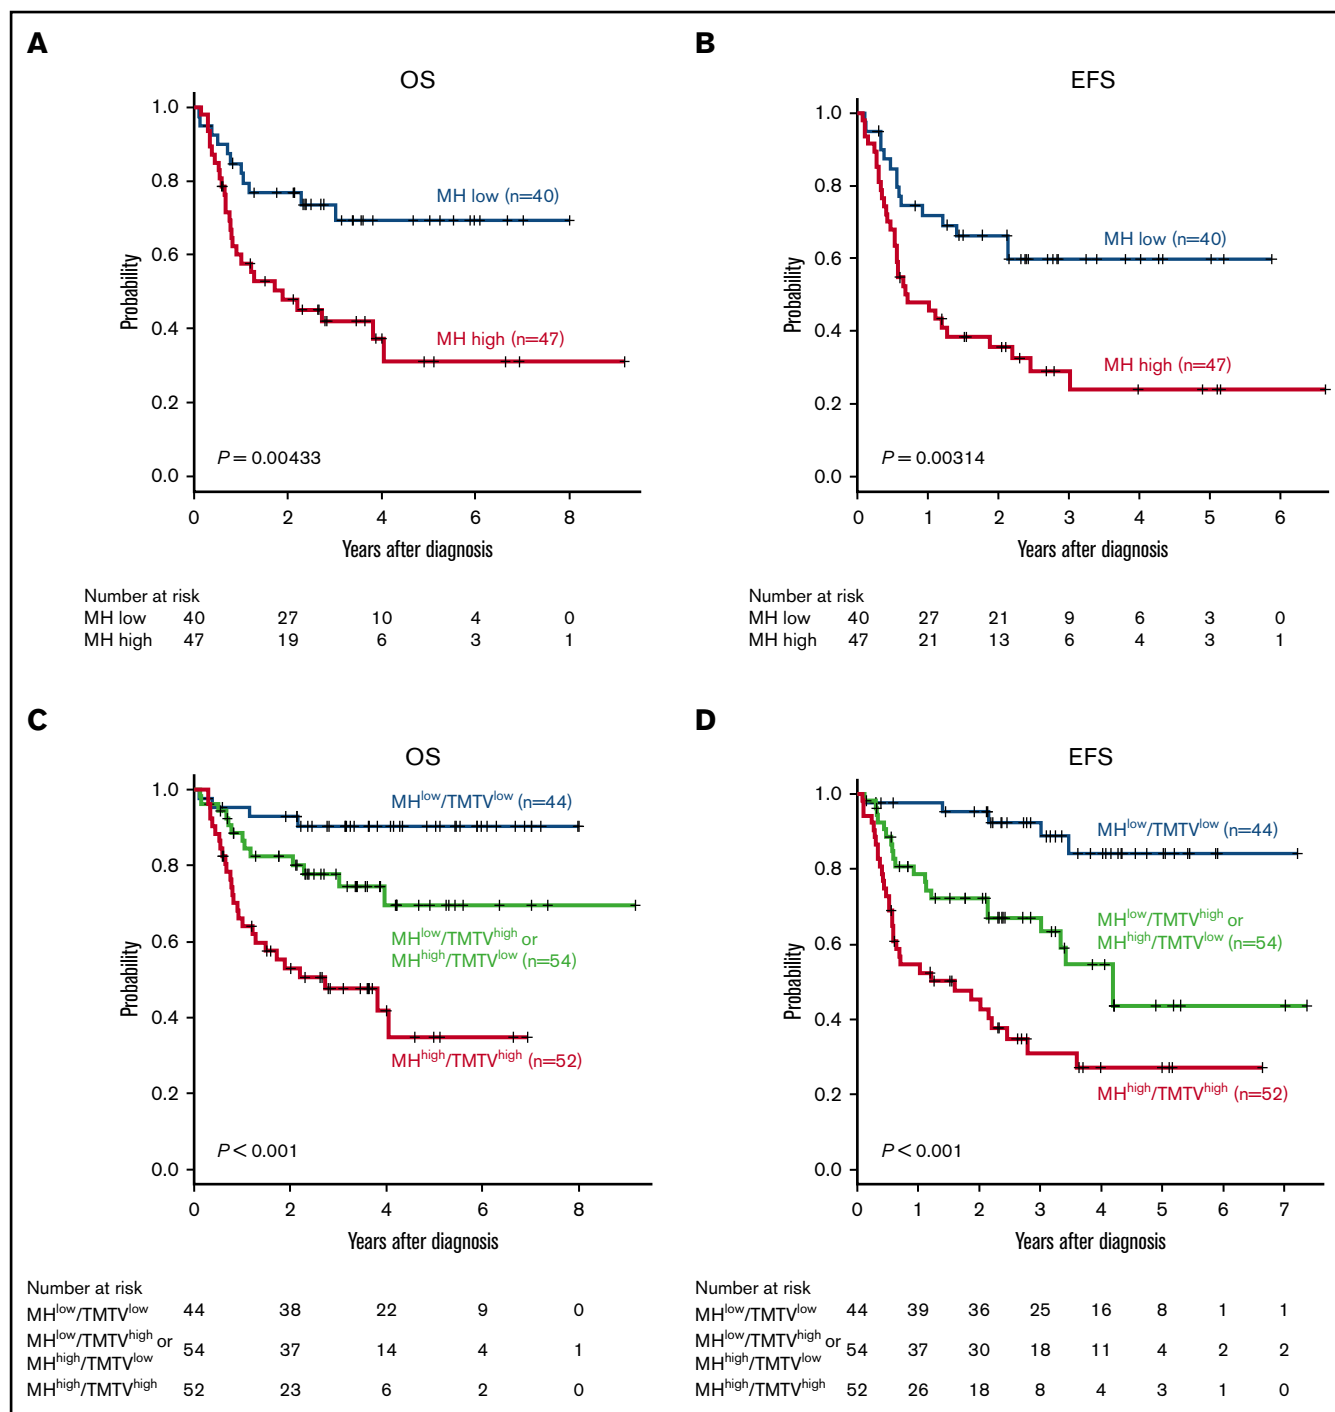 A
OS
1.0
0.8
0.6
0.4
0.2
0.0
Probability
MH low (n=40)
MH high (n=47)
P = 0.00433
0 2 4 6 8
Years after diagnosis
Number at risk
MH low 40 27 10 4 0
MH high 47 19 6 3 1
B
EFS
1.0
0.8
0.6
0.4
0.2
0.0
Probability
MH low (n=40)
MH high (n=47)
P = 0.00314
0 1 2 3 4 5 6
Years after diagnosis
Number at risk
MH low 40 27 21 9 6 3 0
MH high 47 21 13 6 4 3 1
C
OS
1.0
0.8
0.6
0.4
0.2
0.0
Probability
MHlow/TMTVlow (n=44)
MHlow/TMTVhigh or
MHhigh/TMTVlow (n=54)
MHhigh/TMTVhigh (n=52)
P < 0.001
0 2 4 6 8
Years after diagnosis
Number at risk
MHlow/TMTVlow 44 38 22 9 0
MHlow/TMTVhigh or
MHhigh/TMTVlow 54 37 14 4 1
MHhigh/TMTVhigh 52 23 6 2 0
D
EFS
1.0
0.8
0.6
0.4
0.2
0.0
Probability
MHlow/TMTVlow (n=44)
MHlow/TMTVhigh or
MHhigh/TMTVlow (n=54)
MHhigh/TMTVhigh (n=52)
P < 0.001
0 1 2 3 4 5 6 7
Years after diagnosis
Number at risk
MHlow/TMTVlow 44 39 36 25 16 8 1 1
MHlow/TMTVhigh or
MHhigh/TMTVlow 54 37 30 18 11 4 2 2
MHhigh/TMTVhigh 52 26 18 8 4 3 1 0